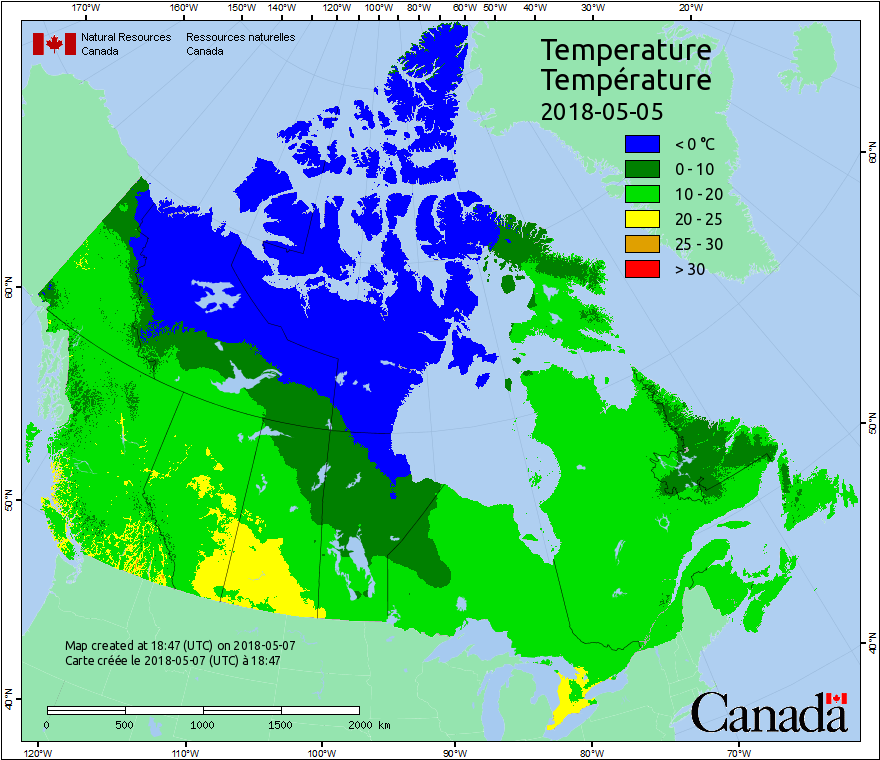 170°W 160°W 150°W 140°W 120°W 110°W 100°W 90°W 80°W 60°W 50°W 40°W 30°W 20°W
Natural Resources Ressources naturelles
Canada Canada
Temperature
Température
2018-05-05
< 0 °C
0 - 10
10 - 20
20 - 25
25 - 30
> 30
60°N
60°N
50°N
50°N
40°N
40°N
Map created at 18:47 (UTC) on 2018-05-07
Carte créée le 2018-05-07 (UTC) à 18:47
0 500 1000 1500 2000 km
Canada
120°W 110°W 100°W 90°W 80°W 70°W